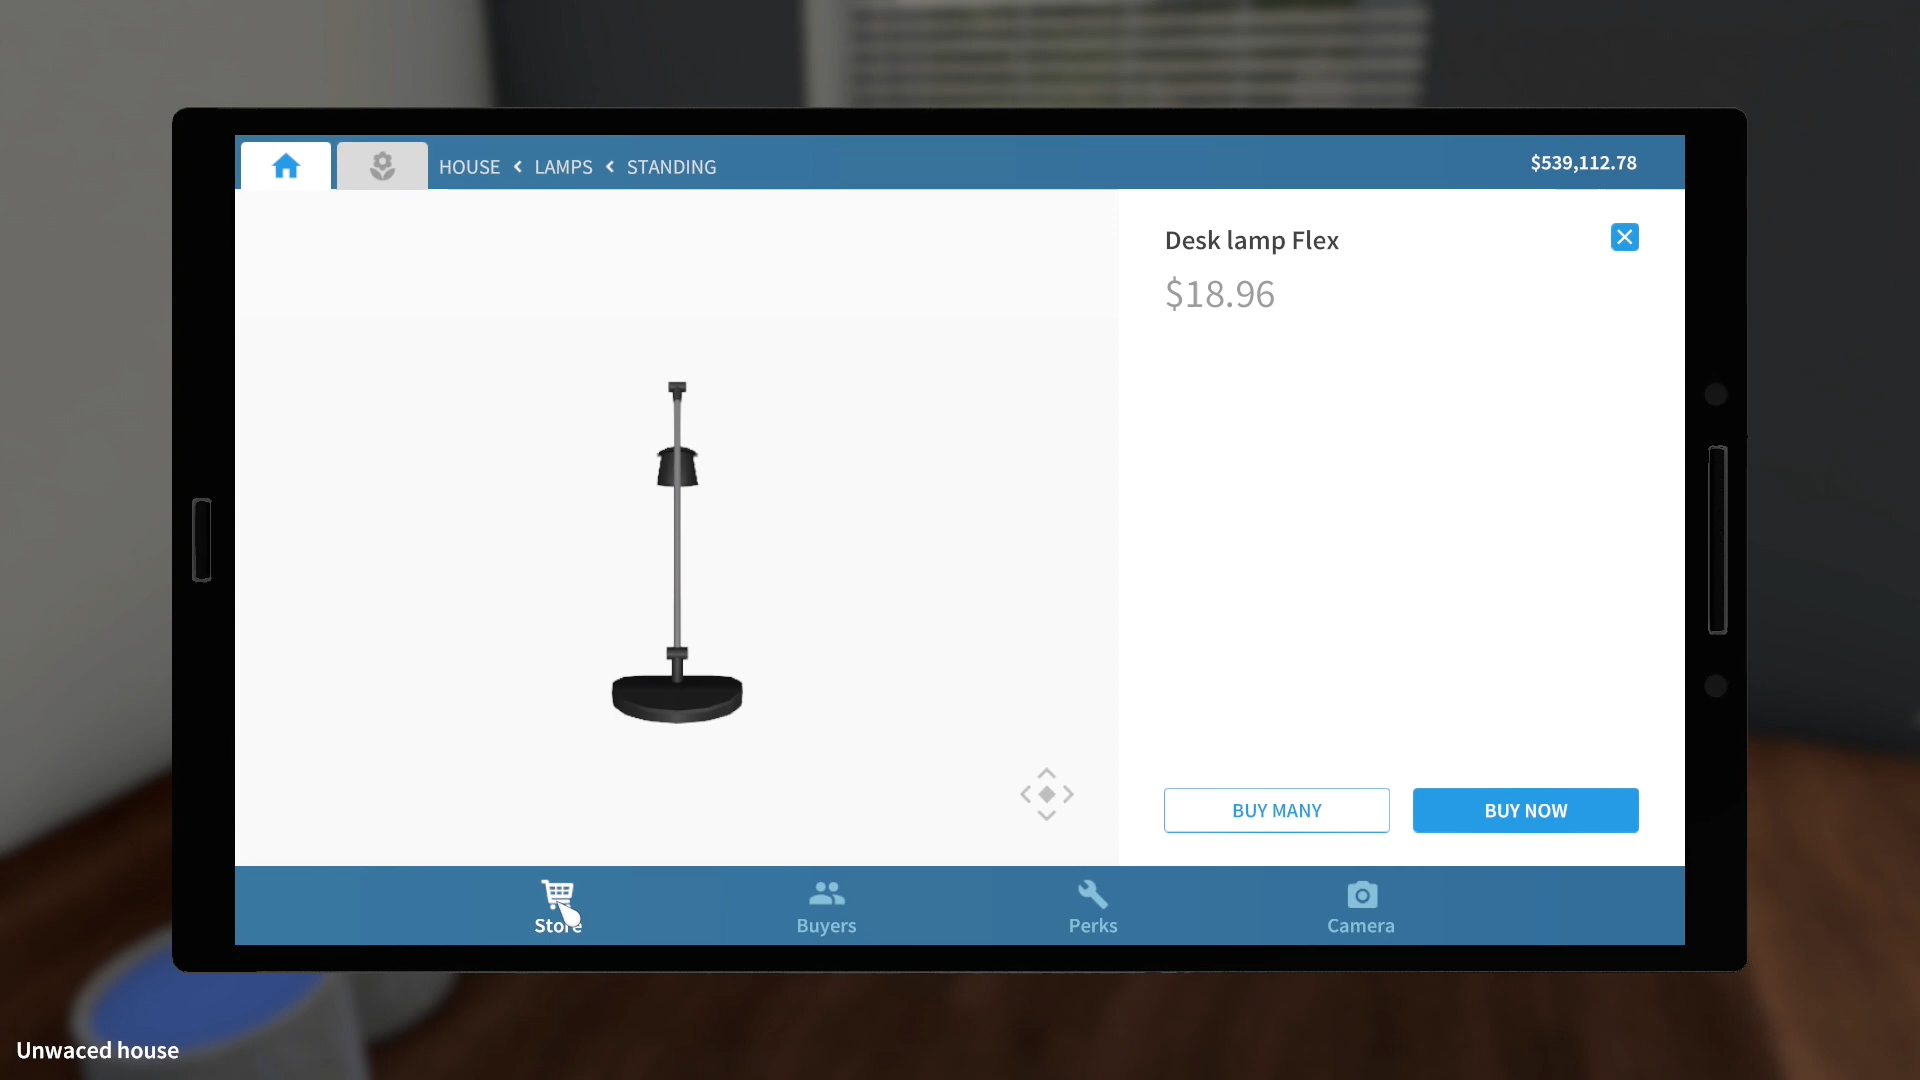 HOUSE < LAMPS < STANDING
$539,112.78
Desk lamp Flex
$18.96
BUY MANY
BUY NOW
Store
Buyers
Perks
Camera
Unwaced house